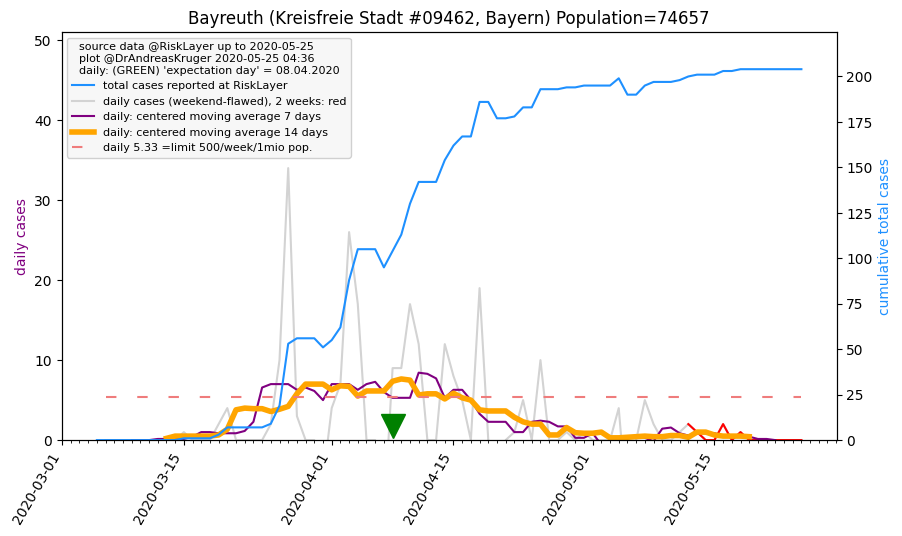 Bayreuth (Kreisfreie Stadt #09462, Bayern) Population=74657
source data @RiskLayer up to 2020-05-25
plot @DrAndreasKruger 2020-05-25 04:36
daily: (GREEN) 'expectation day' = 08.04.2020
total cases reported at RiskLayer
daily cases (weekend-flawed), 2 weeks: red
daily: centered moving average 7 days
daily: centered moving average 14 days
daily 5.33 =limit 500/week/1mio pop.
daily cases
50
40
30
20
10
0
cumulative total cases
200
175
150
125
100
75
50
25
0
2020-03-01
2020-03-15
2020-04-01
2020-04-15
2020-05-01
2020-05-15